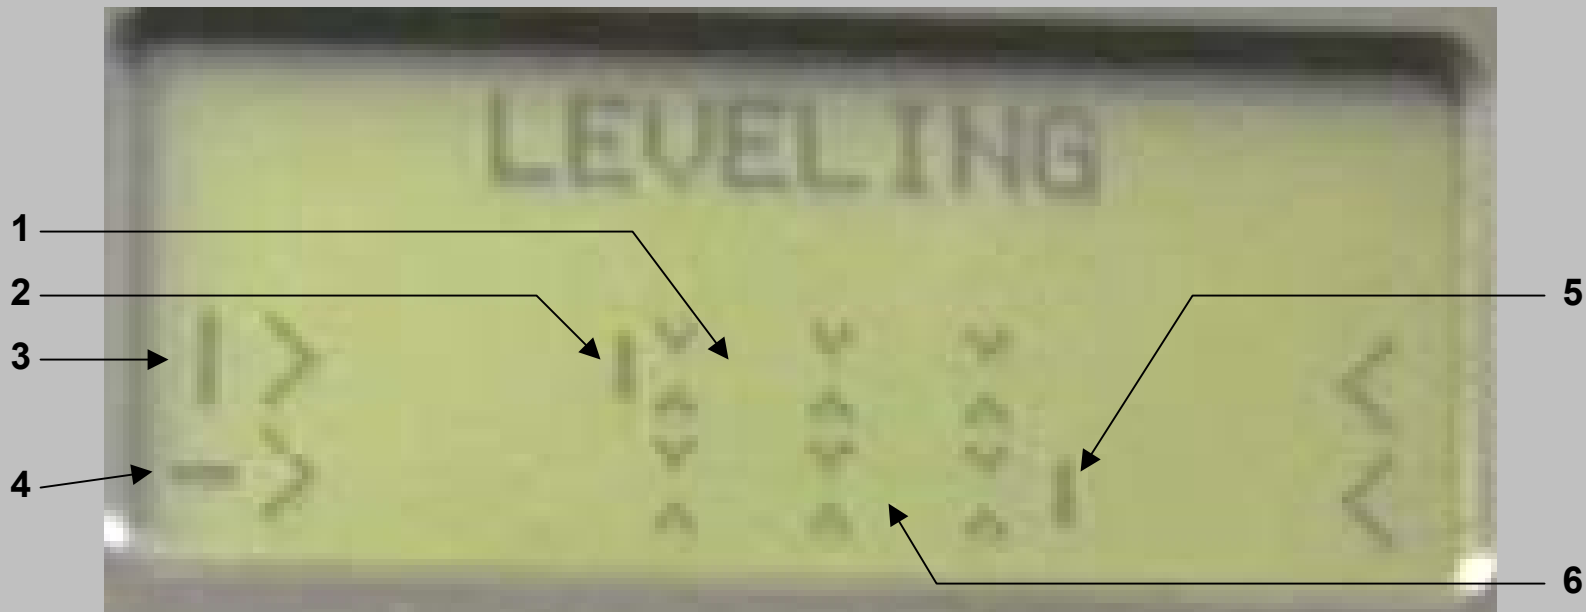 LEVELING
1
2
5
3 | > | ˅ ˅ ˅ <
^ ^ ^
4 - > ˅ ˅ ˅ | <
^ ^ ^
6